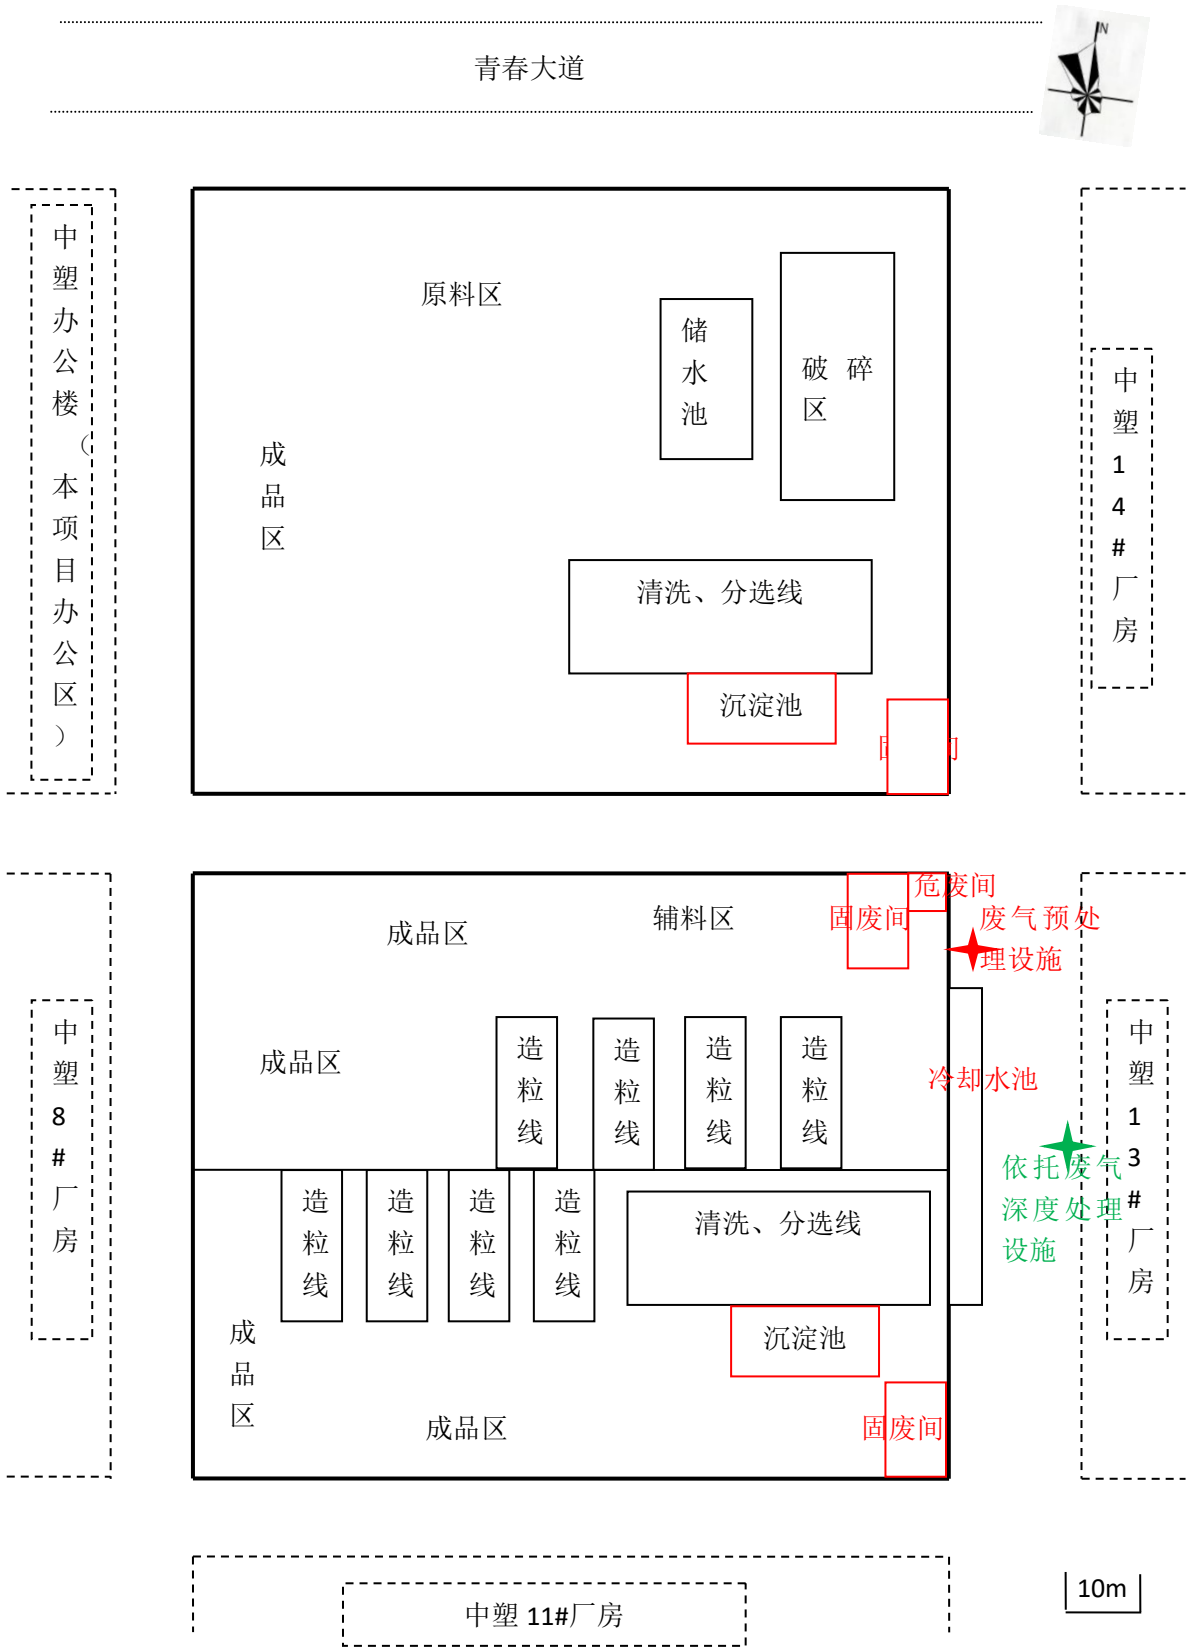 N
青春大道
中塑办公楼（本项目办公区）
原料区
储水池
破碎区
中塑14#厂房
成品区
清洗、分选线
沉淀池
危废间
成品区
辅料区
固废间
废气预处
理设施
中塑8#厂房
成品区
造粒线
造粒线
造粒线
造粒线
冷却水池
中塑13#厂房
依托废气
深度处理
设施
造粒线
造粒线
造粒线
造粒线
清洗、分选线
成品区
沉淀池
成品区
固废间
10m
中塑 11#厂房